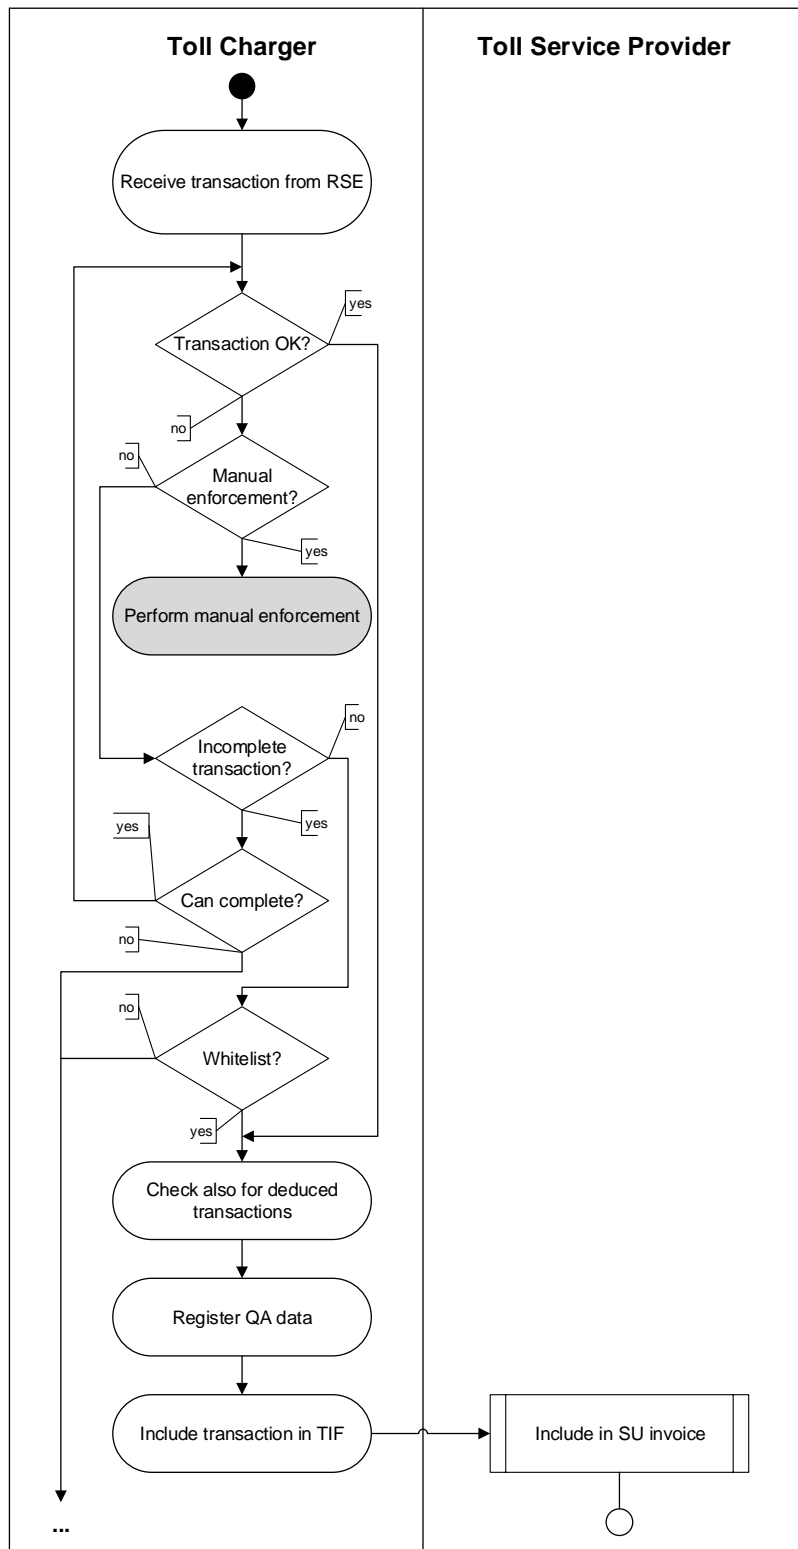 Toll Charger
Toll Service Provider
Receive transaction from RSE
yes
Transaction OK?
no
no
Manual
enforcement?
yes
Perform manual enforcement
no
Incomplete
transaction?
yes
yes
Can complete?
no
no
Whitelist?
yes
Check also for deduced
transactions
Register QA data
Include transaction in TIF
Include in SU invoice
...